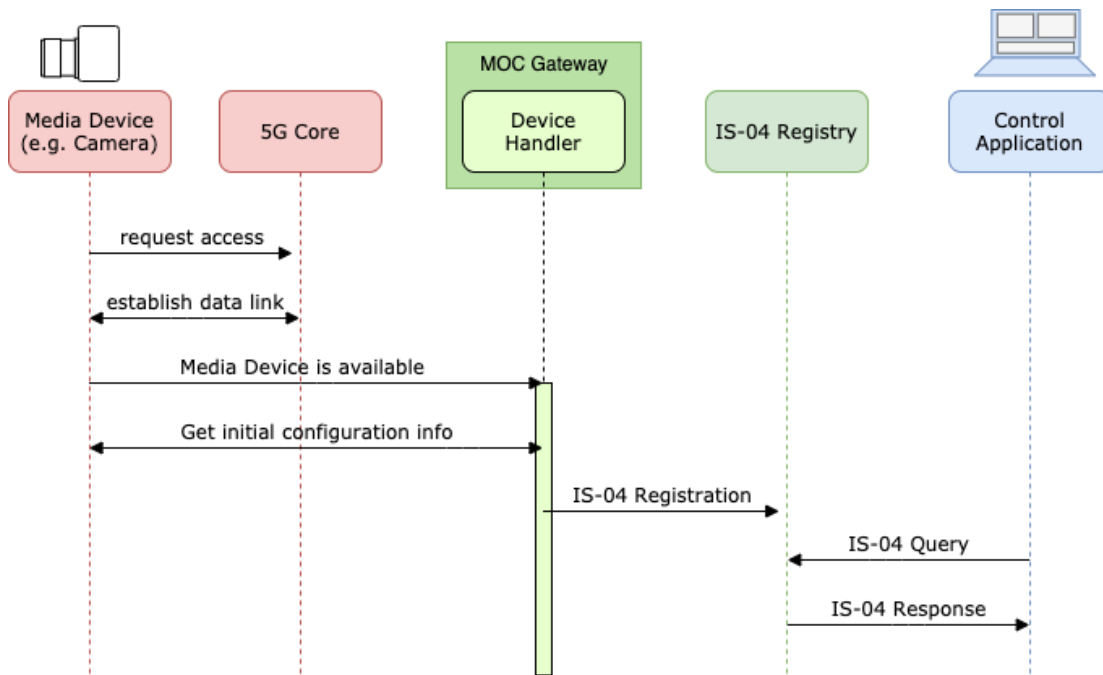 MOC Gateway
Media Device
(e.g. Camera)
5G Core
Device
Handler
IS-04 Registry
Control
Application
request access
establish data link
Media Device is available
Get initial configuration info
IS-04 Registration
IS-04 Query
IS-04 Response